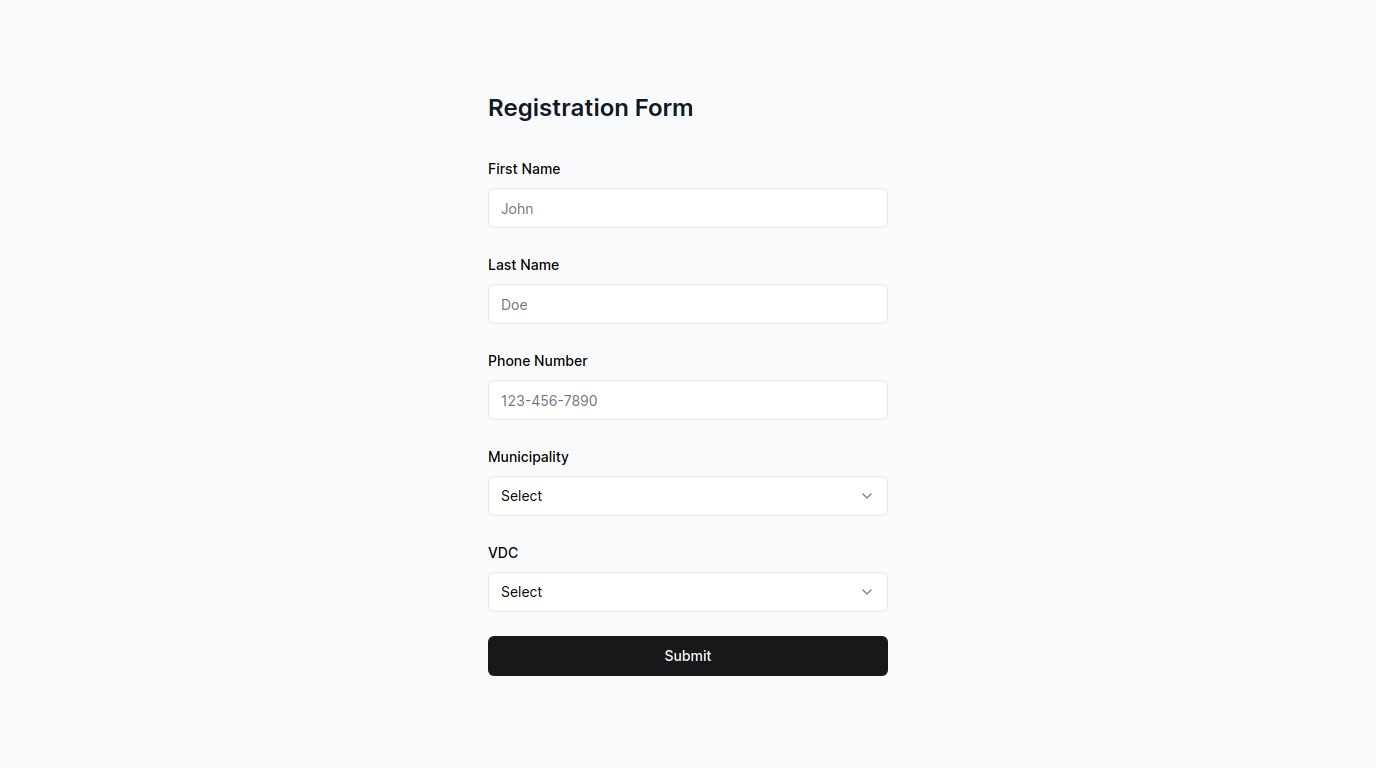 Registration Form
First Name
John
Last Name
Doe
Phone Number
123-456-7890
Municipality
Select
VDC
Select
Submit